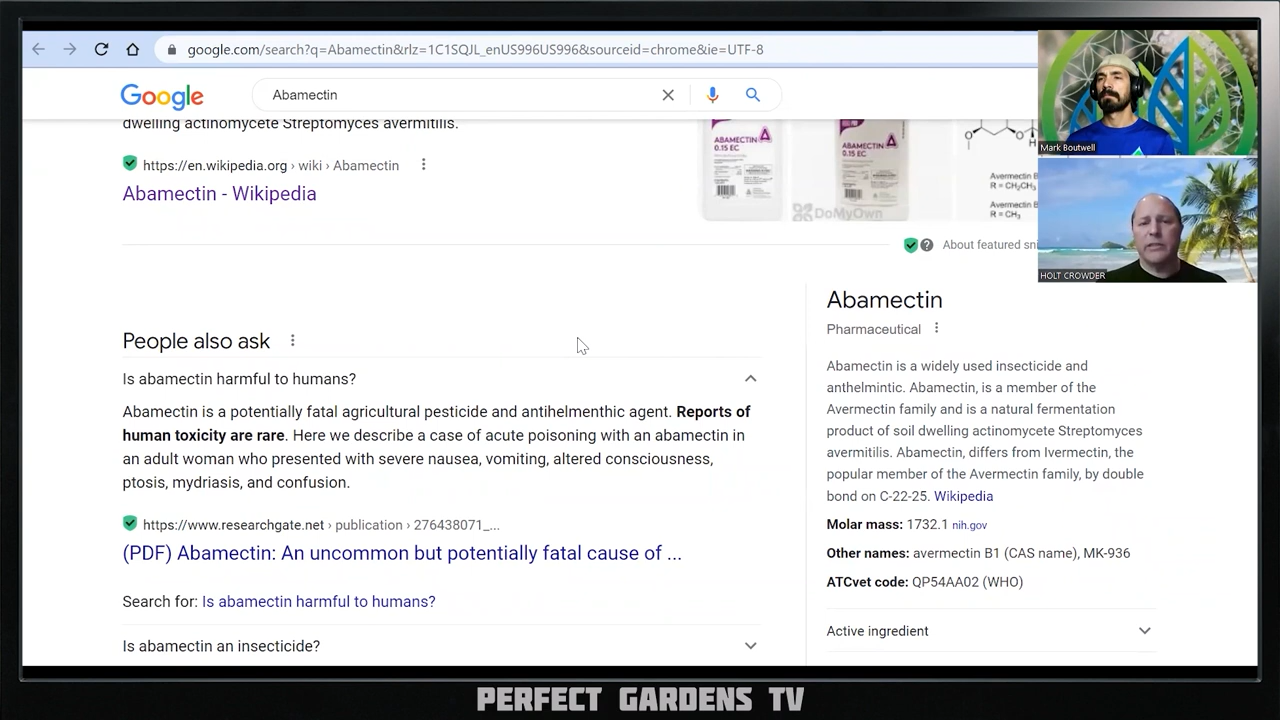 google.com/search?q=Abamectin&rlz=1C1SQJL_enUS996US996&sourceid=chrome&ie=UTF-8
Google
Abamectin
dwelling actinomycete Streptomyces avermitilis.
https://en.wikipedia.org › wiki › Abamectin
Abamectin - Wikipedia
ABAMECTIN
0.15 EC
ABAMECTIN
0.15 EC
DoMyOwn
Avermectin B
R = CH2CH3
Avermectin B
R = CH3
About featured sni
Mark Boutwell
HOLT CROWDER
People also ask
Is abamectin harmful to humans?
Abamectin is a potentially fatal agricultural pesticide and antihelmenthic agent. Reports of
human toxicity are rare. Here we describe a case of acute poisoning with an abamectin in
an adult woman who presented with severe nausea, vomiting, altered consciousness,
ptosis, mydriasis, and confusion.
https://www.researchgate.net › publication › 276438071_...
(PDF) Abamectin: An uncommon but potentially fatal cause of ...
Search for: Is abamectin harmful to humans?
Is abamectin an insecticide?
Abamectin
Pharmaceutical
Abamectin is a widely used insecticide and
anthelmintic. Abamectin, is a member of the
Avermectin family and is a natural fermentation
product of soil dwelling actinomycete Streptomyces
avermitilis. Abamectin, differs from Ivermectin, the
popular member of the Avermectin family, by double
bond on C-22-25. Wikipedia
Molar mass: 1732.1 nih.gov
Other names: avermectin B1 (CAS name), MK-936
ATCvet code: QP54AA02 (WHO)
Active ingredient
PERFECT GARDENS TV